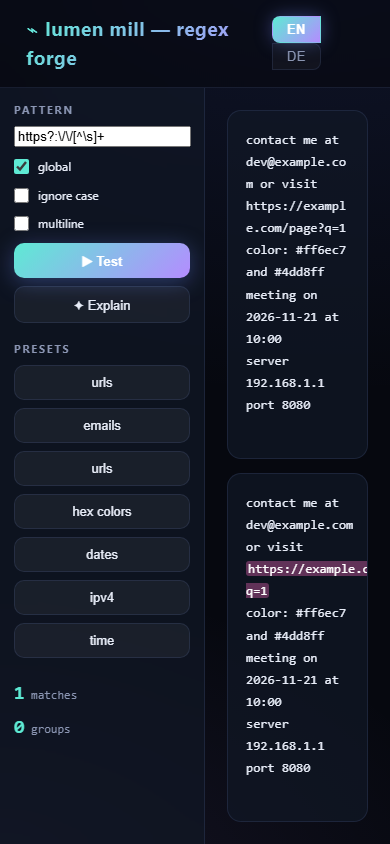 ⌁ lumen mill — regex
forge
EN
DE
PATTERN
https?:\/\/[^\s]+
global
ignore case
multiline
▶ Test
✦ Explain
PRESETS
urls
emails
urls
hex colors
dates
ipv4
time
1 matches
0 groups
contact me at
dev@example.co
m or visit
https://exampl
e.com/page?q=1
color: #ff6ec7
and #4dd8ff
meeting on
2026-11-21 at
10:00
server
192.168.1.1
port 8080
contact me at
dev@example.com
or visit
https://example.c
q=1
color: #ff6ec7
and #4dd8ff
meeting on
2026-11-21 at
10:00
server
192.168.1.1
port 8080